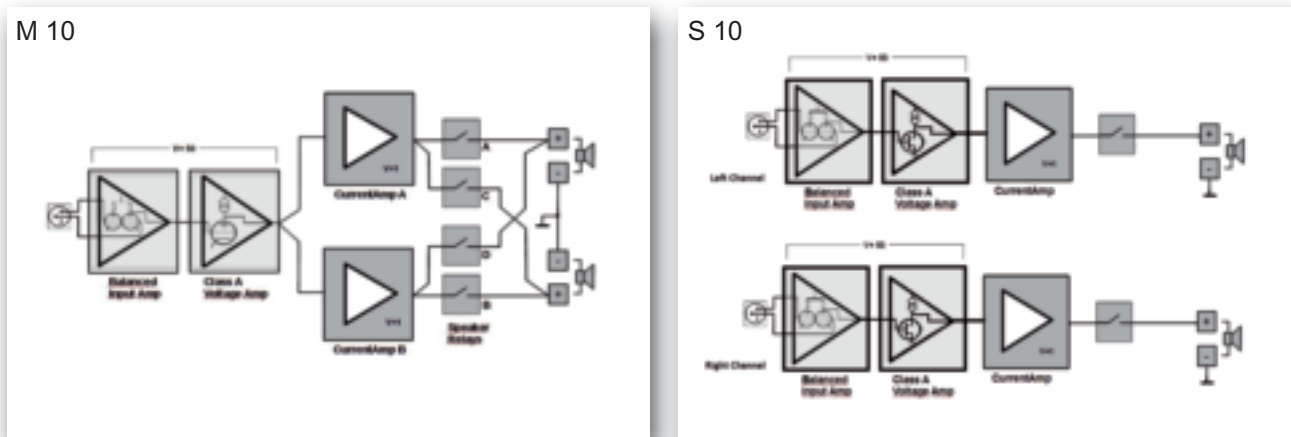 M 10
CurrentAmp A
A
C
Balanced
Input Amp
Class A
Voltage Amp
D
B
Speaker
Relays
CurrentAmp B
S 10
Left Channel
Balanced
Input Amp
Class A
Voltage Amp
CurrentAmp
Right Channel
Balanced
Input Amp
Class A
Voltage Amp
CurrentAmp